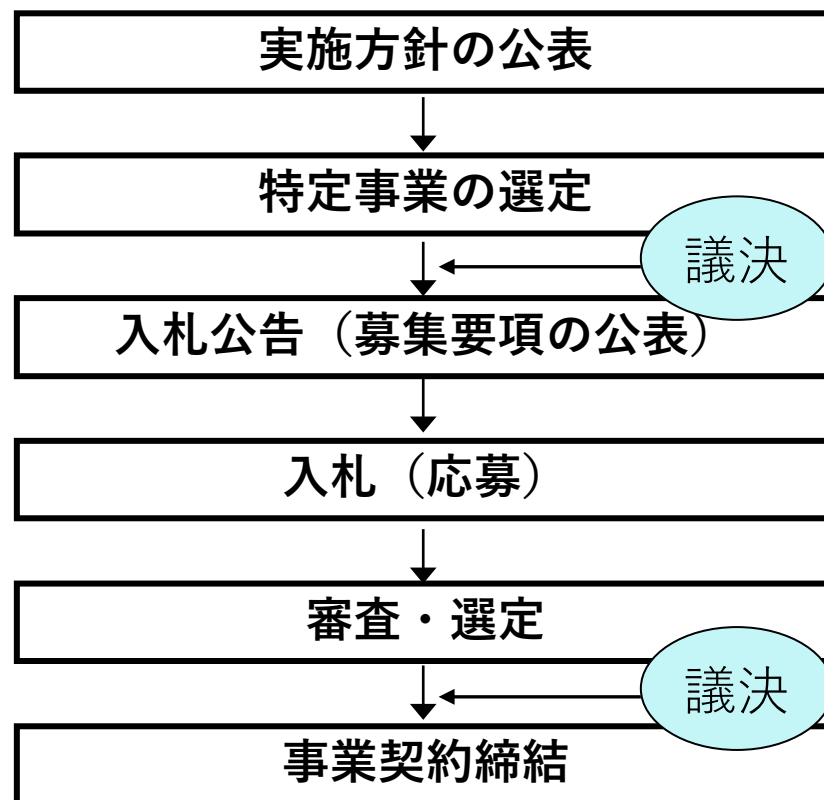 実施方針の公表
特定事業の選定
議決
入札公告（募集要項の公表）
入札（応募）
審査・選定
議決
事業契約締結